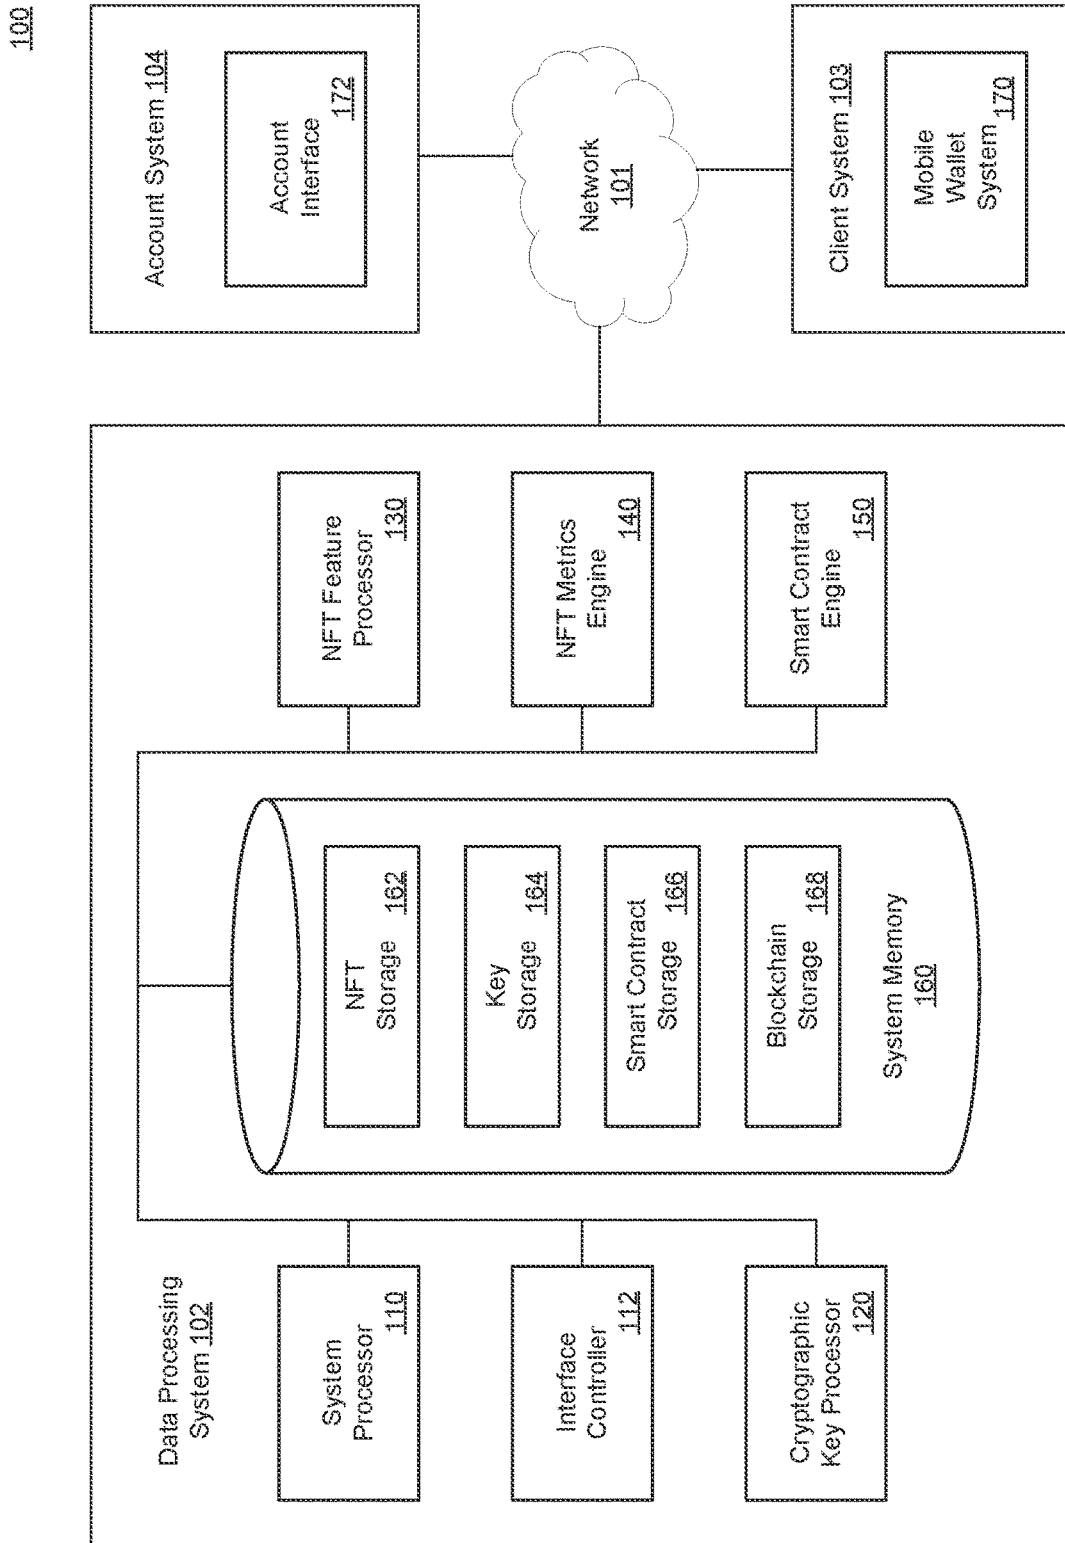 100
Data Processing
System 102
System
Processor
110
Interface
Controller
112
Cryptographic
Key Processor
120
NFT
Storage 162
Key
Storage 164
Smart Contract
Storage 166
Blockchain
Storage 168
System Memory
160
NFT Feature
Processor
130
NFT Metrics
Engine
140
Smart Contract
Engine
150
Account System 104
Account
Interface
172
Network
101
Client System 103
Mobile
Wallet
System
170